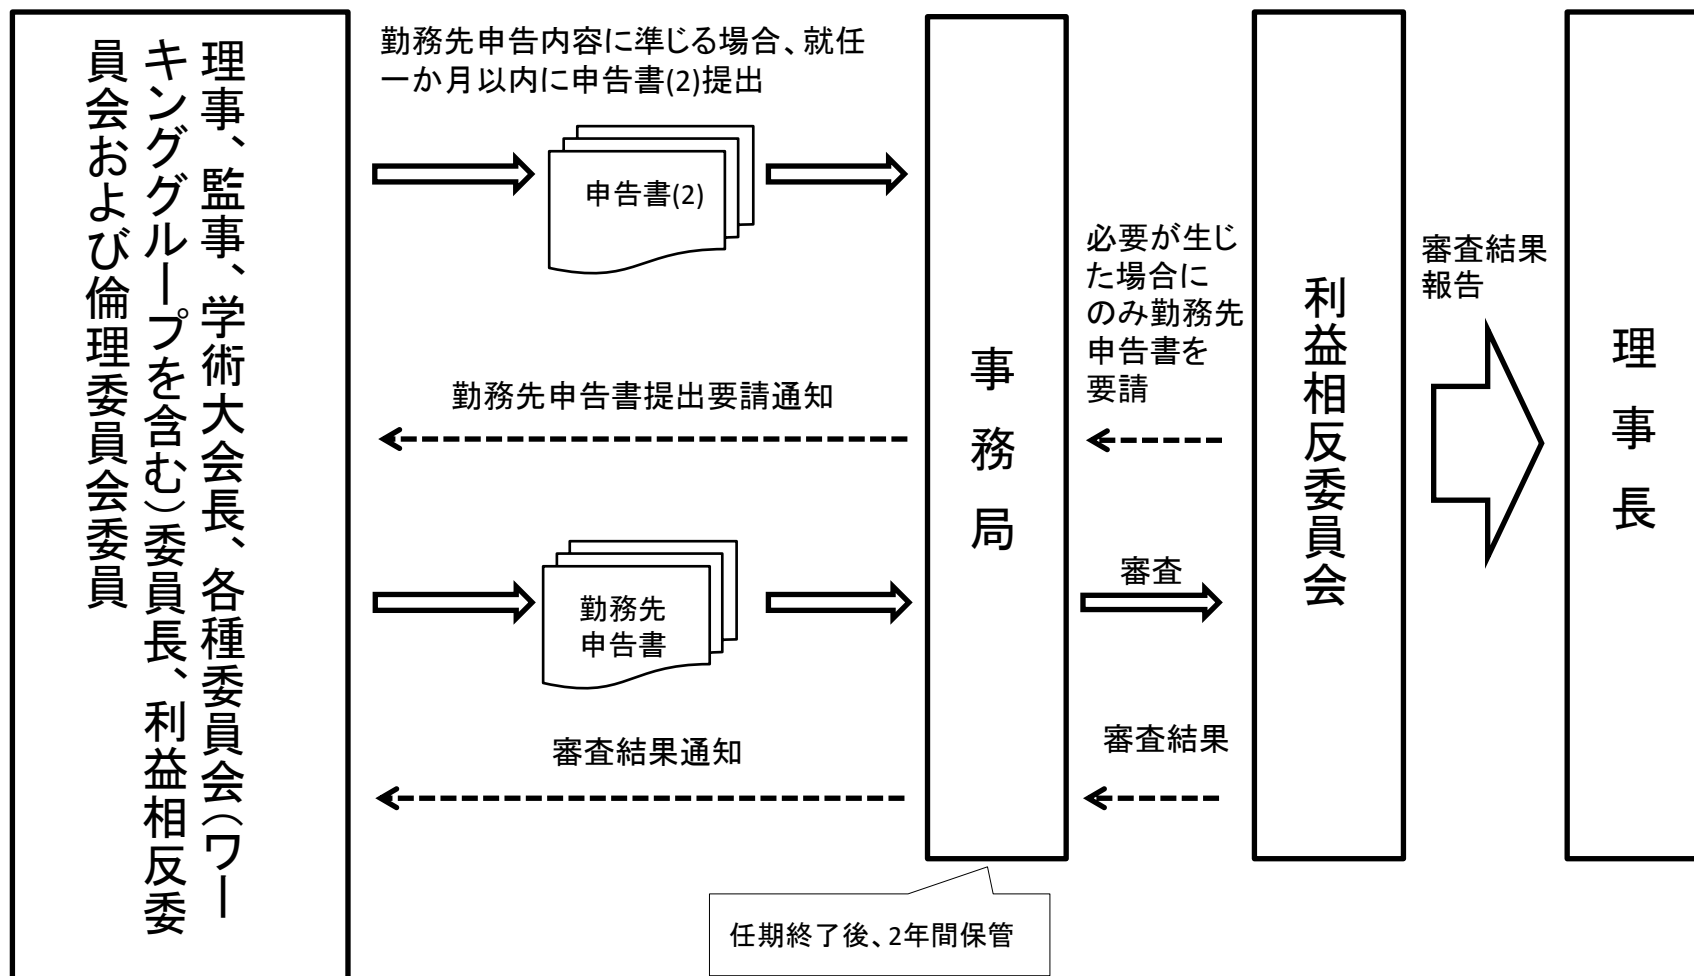 理事、監事、学術大会長、各種委員会（ワー
キンググループを含む）委員長、利益相反委
員会および倫理委員会委員
勤務先申告内容に準じる場合、就任
一か月以内に申告書(2)提出
申告書(2)
勤務先申告書提出要請通知
勤務先
申告書
審査結果通知
事務局
任期終了後、2年間保管
必要が生じ
た場合に
のみ勤務先
申告書を
要請
審査
審査結果
利益相反委員会
審査結果
報告
理事長